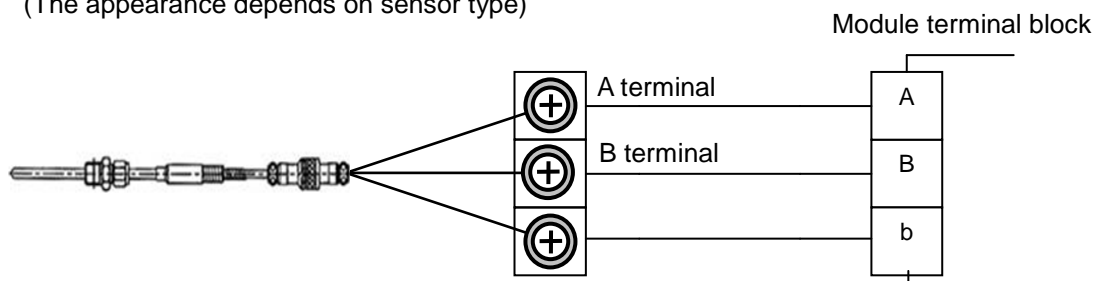 (The appearance depends on sensor type)
Module terminal block
A terminal
A
B terminal
B
b